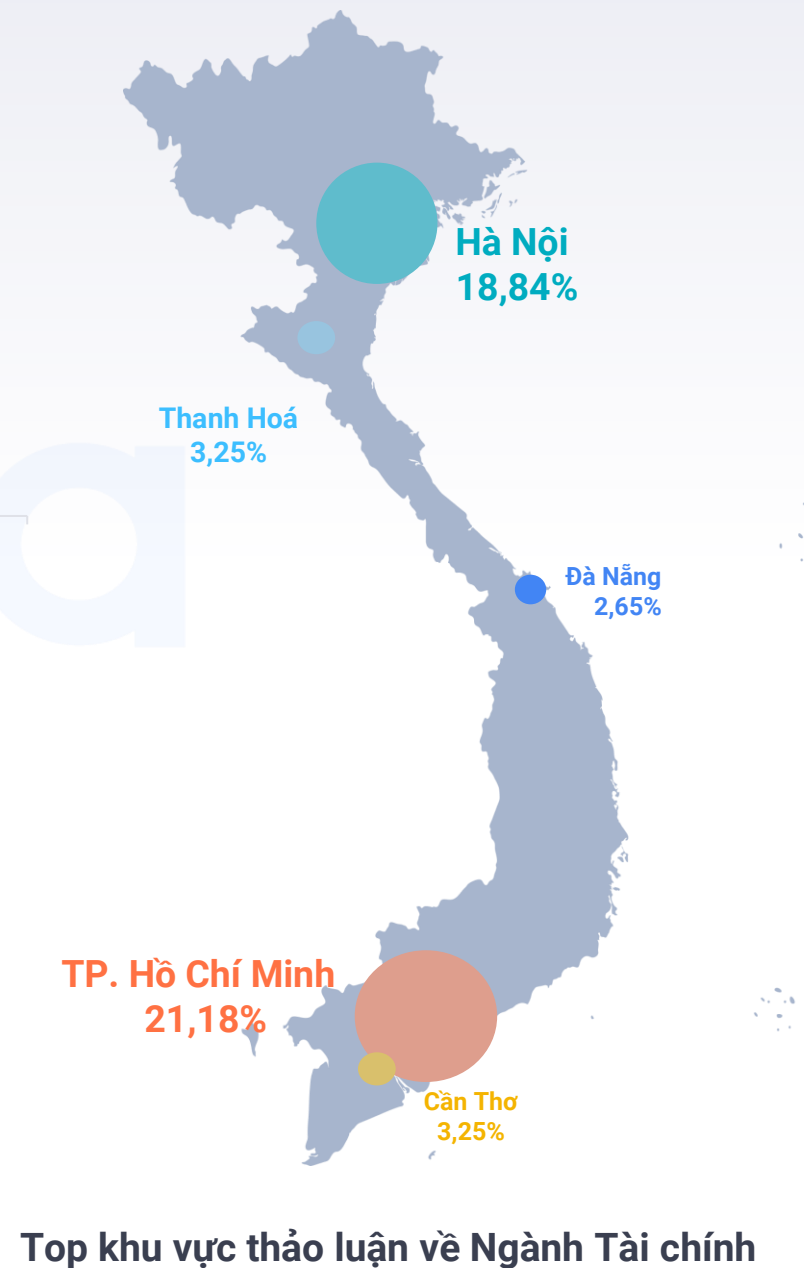 Hà Nội
18,84%
Thanh Hoá
3,25%
Đà Nẵng
2,65%
TP. Hồ Chí Minh
21,18%
Cần Thơ
3,25%
Top khu vực thảo luận về Ngành Tài chính